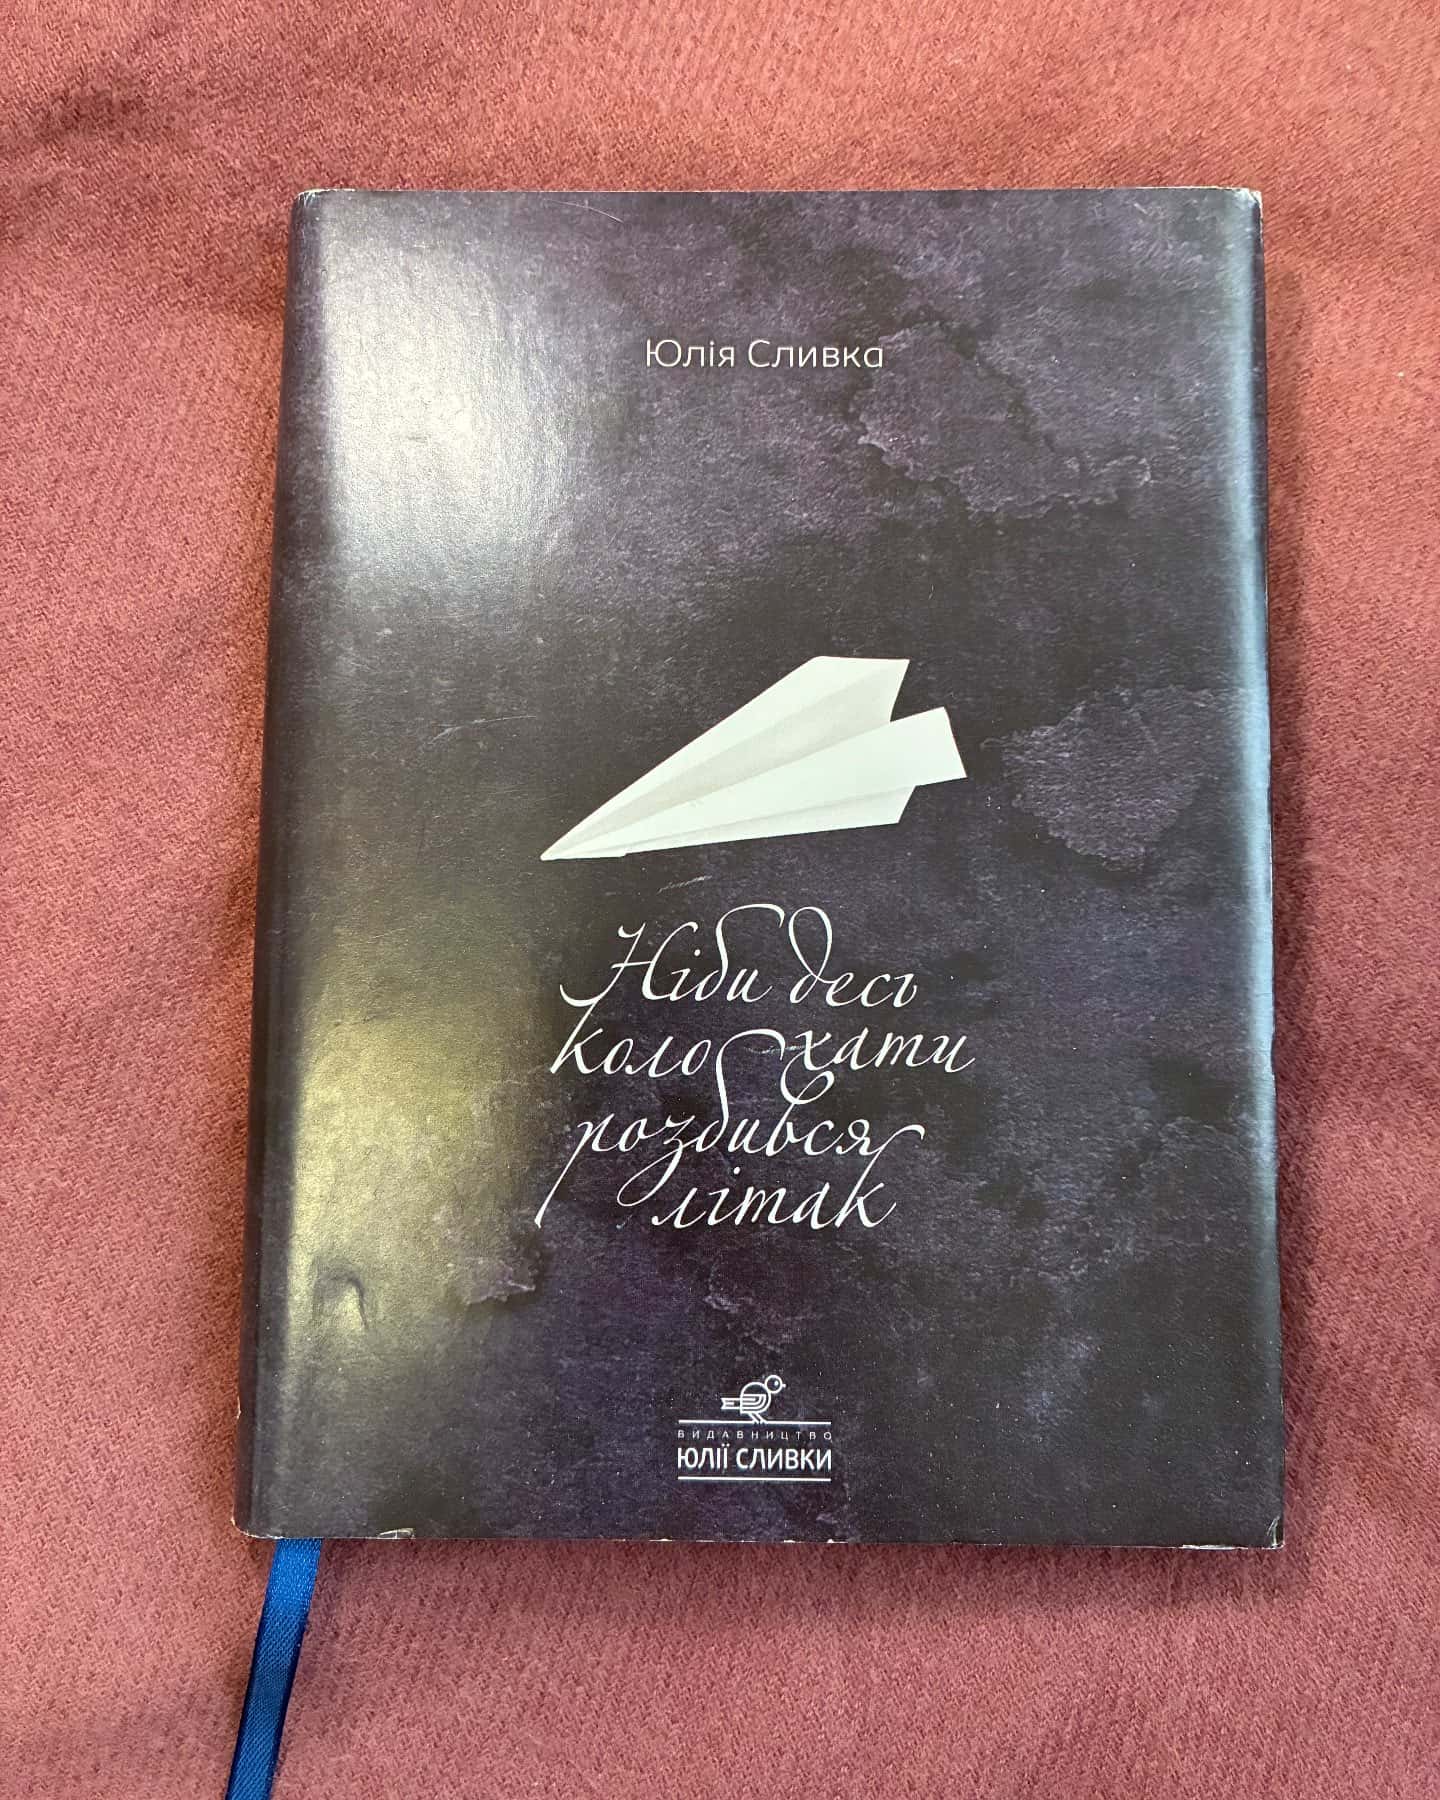 Юлія Сливка
Ніби десь
коло хати
розбився
літак
ВИДАВНИЦТВО
ЮЛІЇ СЛИВКИ